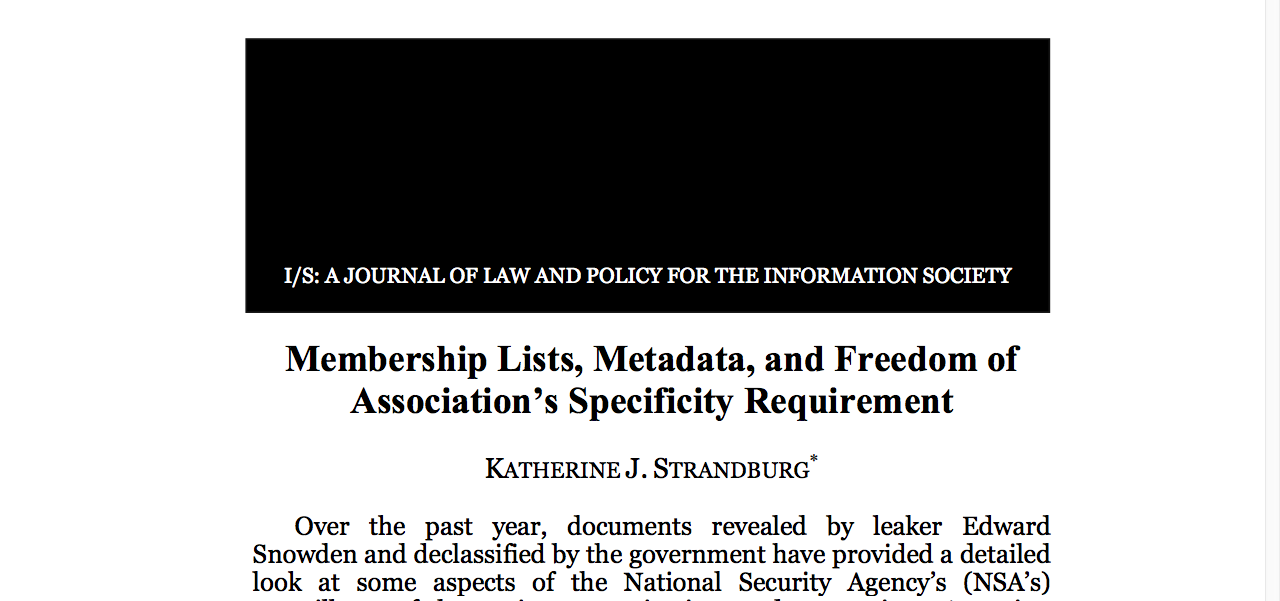 I/S: A JOURNAL OF LAW AND POLICY FOR THE INFORMATION SOCIETY
Membership Lists, Metadata, and Freedom of
Association’s Specificity Requirement
KATHERINE J. STRANDBURG*
Over the past year, documents revealed by leaker Edward
Snowden and declassified by the government have provided a detailed
look at some aspects of the National Security Agency’s (NSA’s)